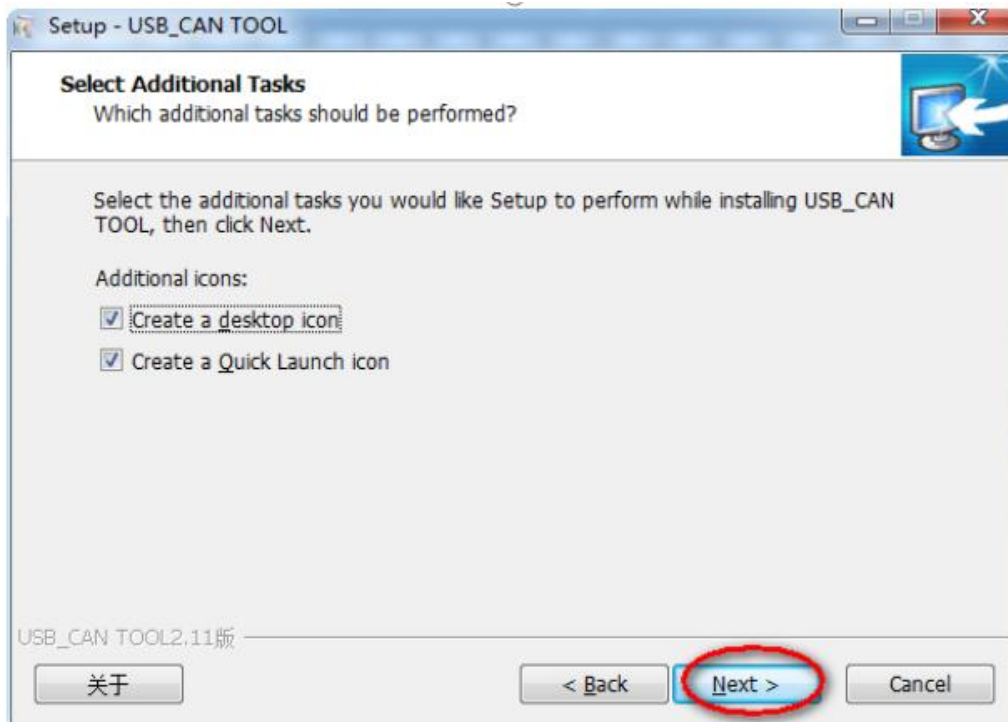 Setup - USB_CAN TOOL
Select Additional Tasks
Which additional tasks should be performed?
Select the additional tasks you would like Setup to perform while installing USB_CAN
TOOL, then click Next.
Additional icons:
Create a desktop icon
Create a Quick Launch icon
USB_CAN TOOL2.11版
关于
< Back
Next >
Cancel